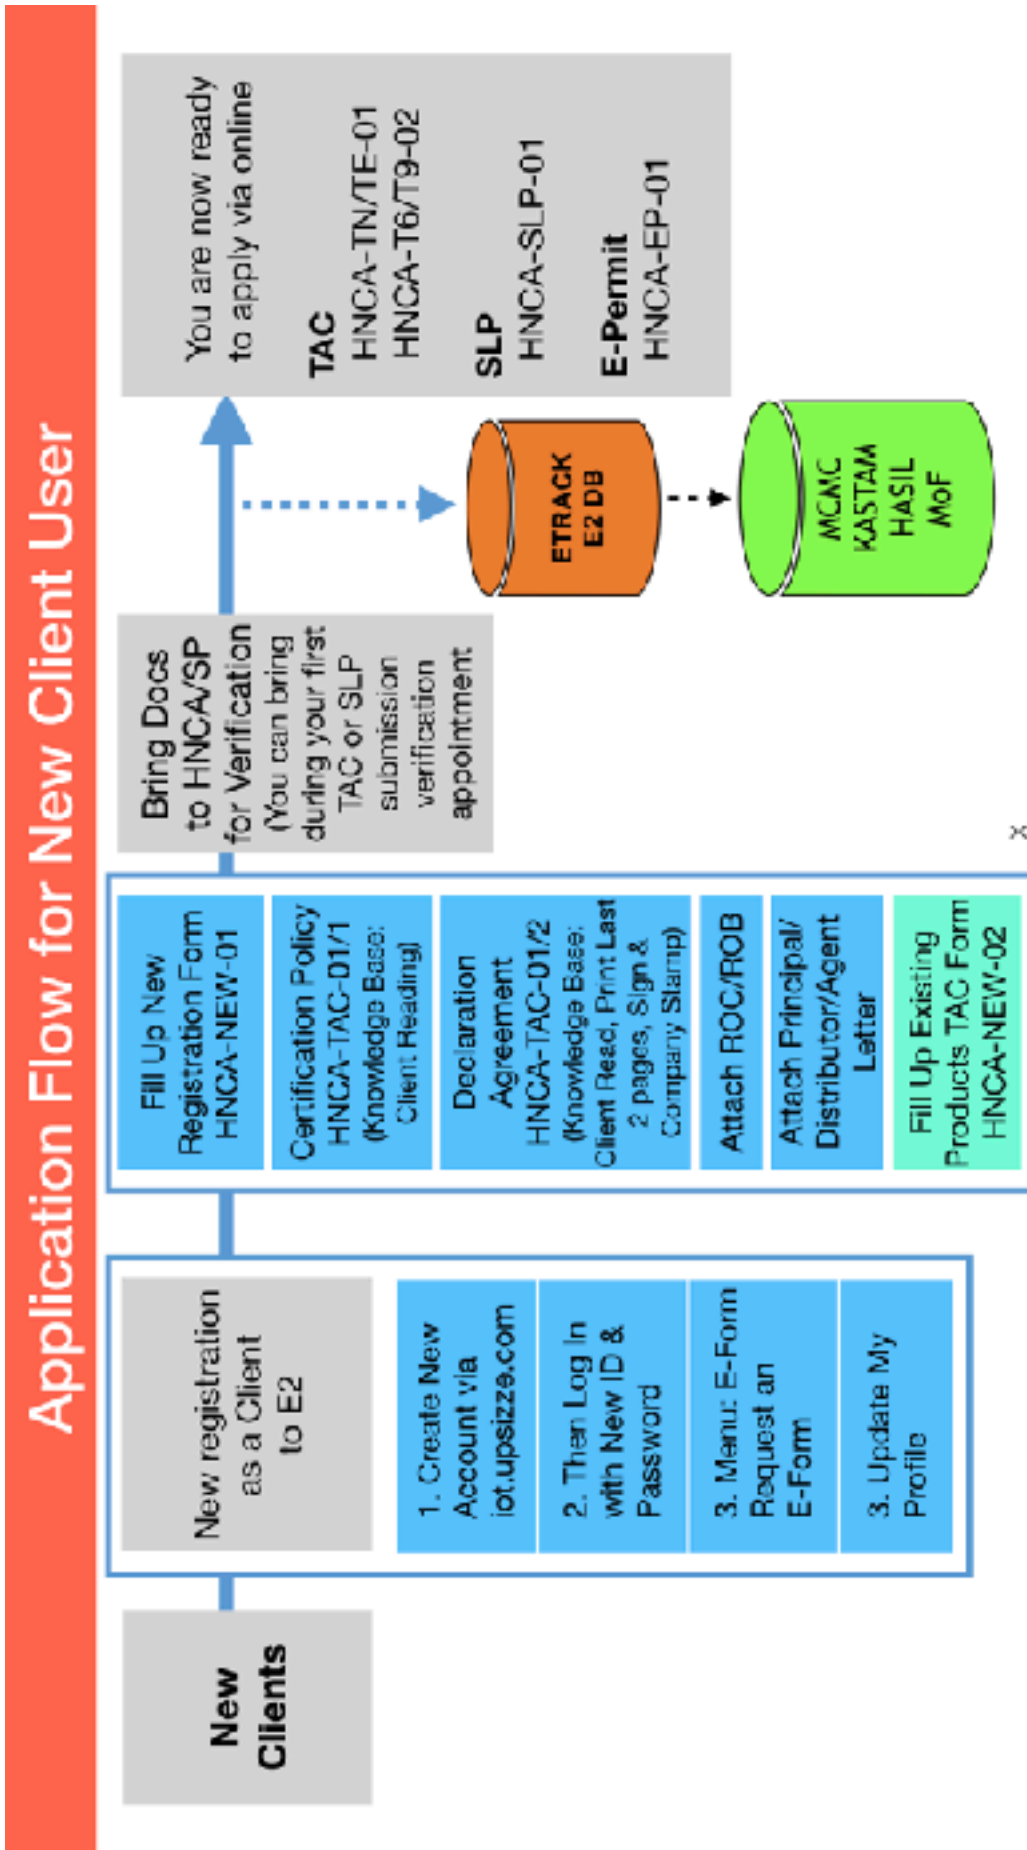 Application Flow for New Client User
New
Clients
New registration
as a Client
to E2
1. Create New
Account via
iot.upsizze.com
2. Then Log In
with New ID &
Password
3. Menu: E-Form
Request an
E-Form
3. Update My
Profile
Fill Up New
Registration Form
HNCA-NEW-01
Certification Policy
HNCA-TAC-01/1
(Knowledge Base:
Client Reading)
Declaration
Agreement
HNCA-TAC-01/2
(Knowledge Base:
Client Read, Print Last
2 pages, Sign &
Company Stamp)
Attach ROC/ROB
Attach Principal/
Distributor/Agent
Letter
Fill Up Existing
Products TAC Form
HNCA-NEW-02
x
Bring Docs
to HNCA/SP
for Verification
(You can bring
during your first
TAC or SLP
submission
verification
appointment
ETRACK
E2 DB
MCMC
KASTAM
HASIL
MoF
You are now ready
to apply via online
TAC
HNCA-TN/TE-01
HNCA-T6/T9-02
SLP
HNCA-SLP-01
E-Permit
HNCA-EP-01